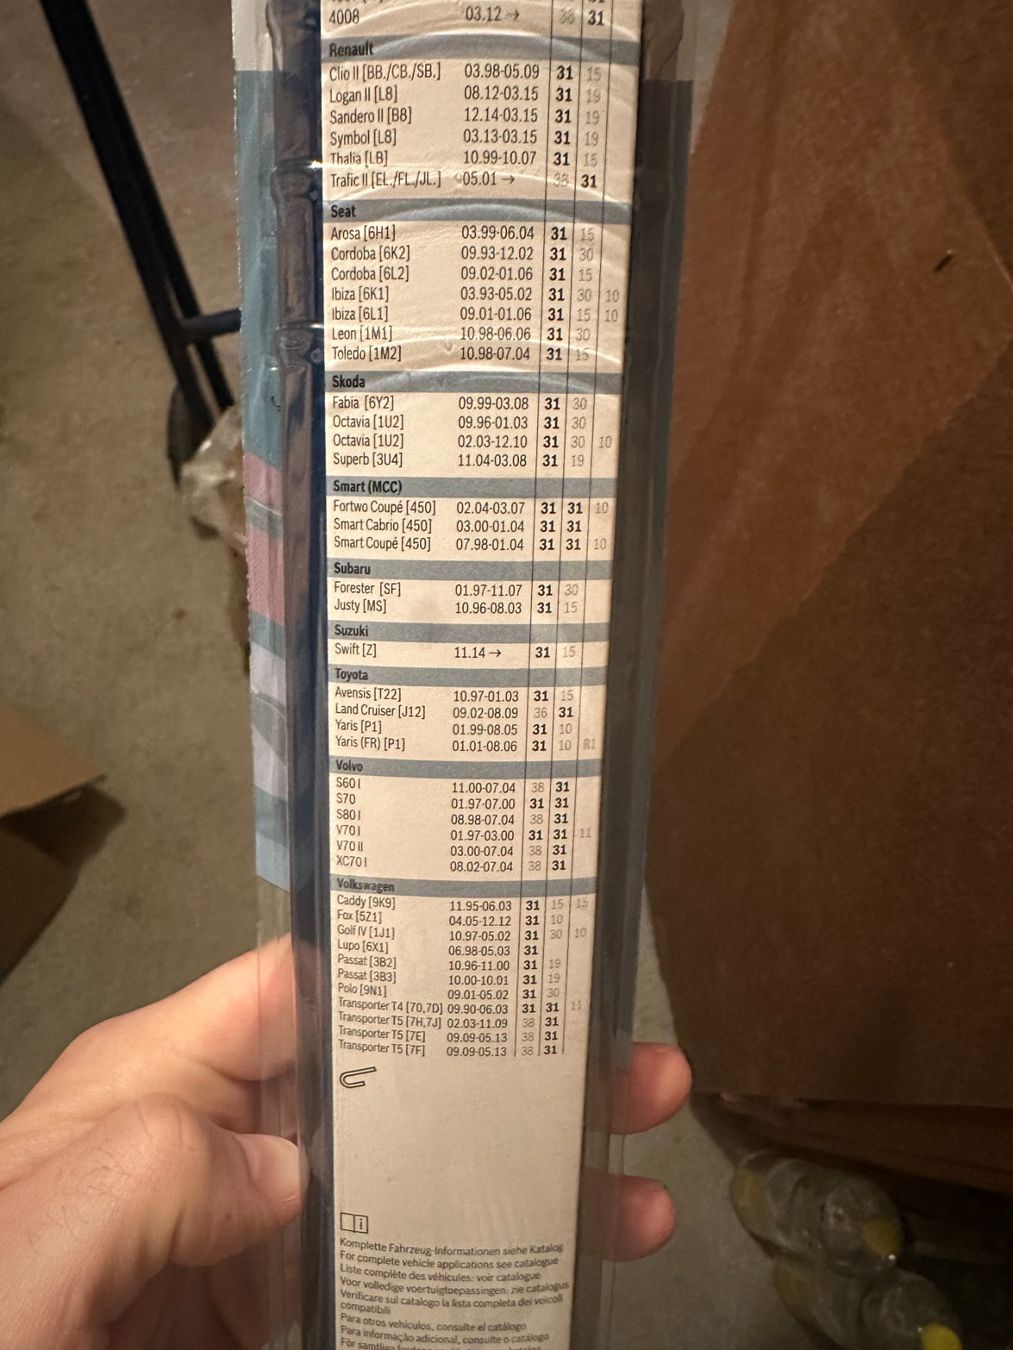 4008 03.12 → 38 31
Renault
Clio II [BB./CB./SB.] 03.98-05.09 31 15
Logan II [L8] 08.12-03.15 31 19
Sandero II [B8] 12.14-03.15 31 19
Symbol [L8] 03.13-03.15 31 19
Thalia [LB] 10.99-10.07 31 15
Trafic II [EL./FL./JL.] 05.01 → 38 31
Seat
Arosa [6H1] 03.99-06.04 31 15
Cordoba [6K2] 09.93-12.02 31 30
Cordoba [6L2] 09.02-01.06 31 15
Ibiza [6K1] 03.93-05.02 31 30 10
Ibiza [6L1] 09.01-01.06 31 15 10
Leon [1M1] 10.98-06.06 31 30
Toledo [1M2] 10.98-07.04 31 15
Skoda
Fabia [6Y2] 09.99-03.08 31 30
Octavia [1U2] 09.96-01.03 31 30
Octavia [1U2] 02.03-12.10 31 30 10
Superb [3U4] 11.04-03.08 31 19
Smart (MCC)
Fortwo Coupé [450] 02.04-03.07 31 31 10
Smart Cabrio [450] 03.00-01.04 31 31
Smart Coupé [450] 07.98-01.04 31 31 10
Subaru
Forester [SF] 01.97-11.07 31 30
Justy [MS] 10.96-08.03 31 15
Suzuki
Swift [Z] 11.14 → 31 15
Toyota
Avensis [T22] 10.97-01.03 31 15
Land Cruiser [J12] 09.02-08.09 36 31
Yaris [P1] 01.99-08.05 31 10
Yaris (FR) [P1] 01.01-08.06 31 10 R1
Volvo
S60 I 11.00-07.04 38 31
S70 01.97-07.00 31 31
S80 I 08.98-07.04 38 31
V70 I 01.97-03.00 31 31 11
V70 II 03.00-07.04 38 31
XC70 I 08.02-07.04 38 31
Volkswagen
Caddy [9K9] 11.95-06.03 31 15 15
Fox [5Z1] 04.05-12.12 31 10
Golf IV [1J1] 10.97-05.02 31 30 10
Lupo [6X1] 06.98-05.03 31
Passat [3B2] 10.96-11.00 31 19
Passat [3B3] 10.00-10.01 31 19
Polo [9N1] 09.01-05.02 31 30
Transporter T4 [70,7D] 09.90-06.03 31 31 11
Transporter T5 [7H,7J] 02.03-11.09 38 31
Transporter T5 [7E] 09.09-05.13 38 31
Transporter T5 [7F] 09.09-05.13 38 31
i
Komplette Fahrzeug-Informationen siehe Katalog
For complete vehicle applications see catalogue
Liste complète des véhicules: voir catalogue
Voor volledige voertuigtoepassingen: zie catalogus
Verificare sul catalogo la lista completa dei veicoli
compatibili
Para otros vehículos, consulte el catálogo
Para informação adicional, consulte o catálogo
För samtliga